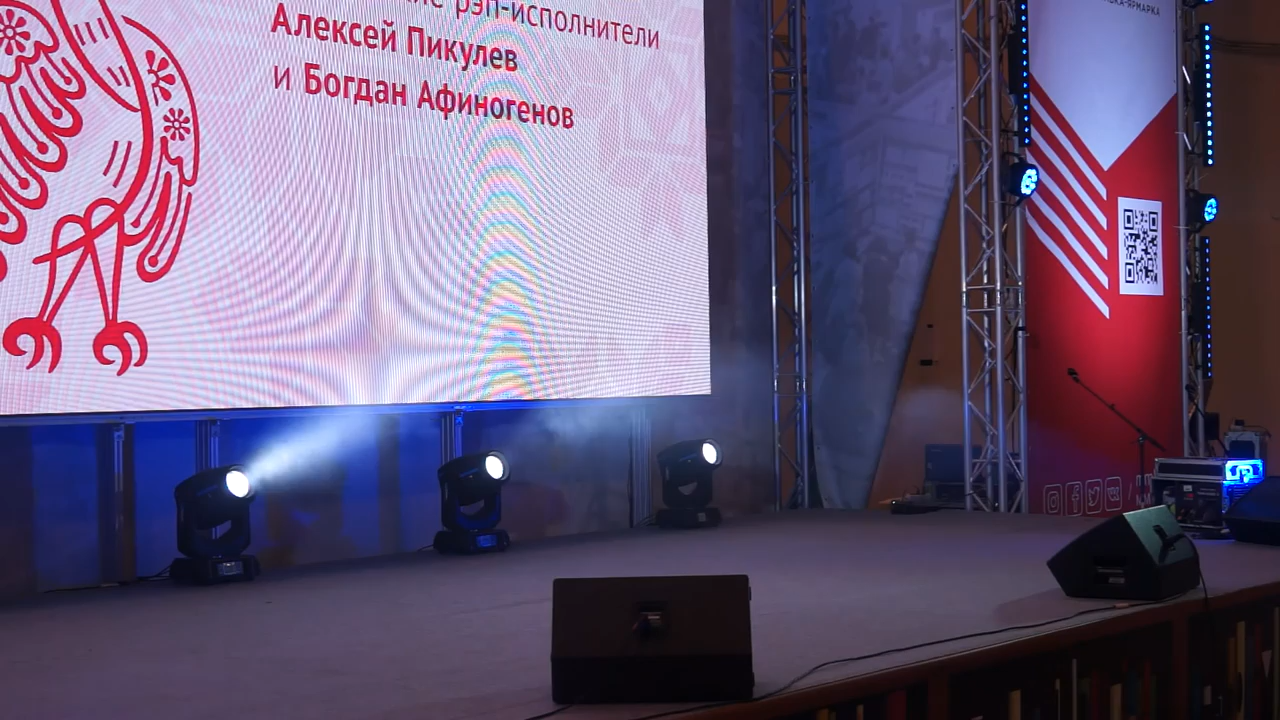 рэп-исполнители
Алексей Пикулев
и Богдан Афиногенов